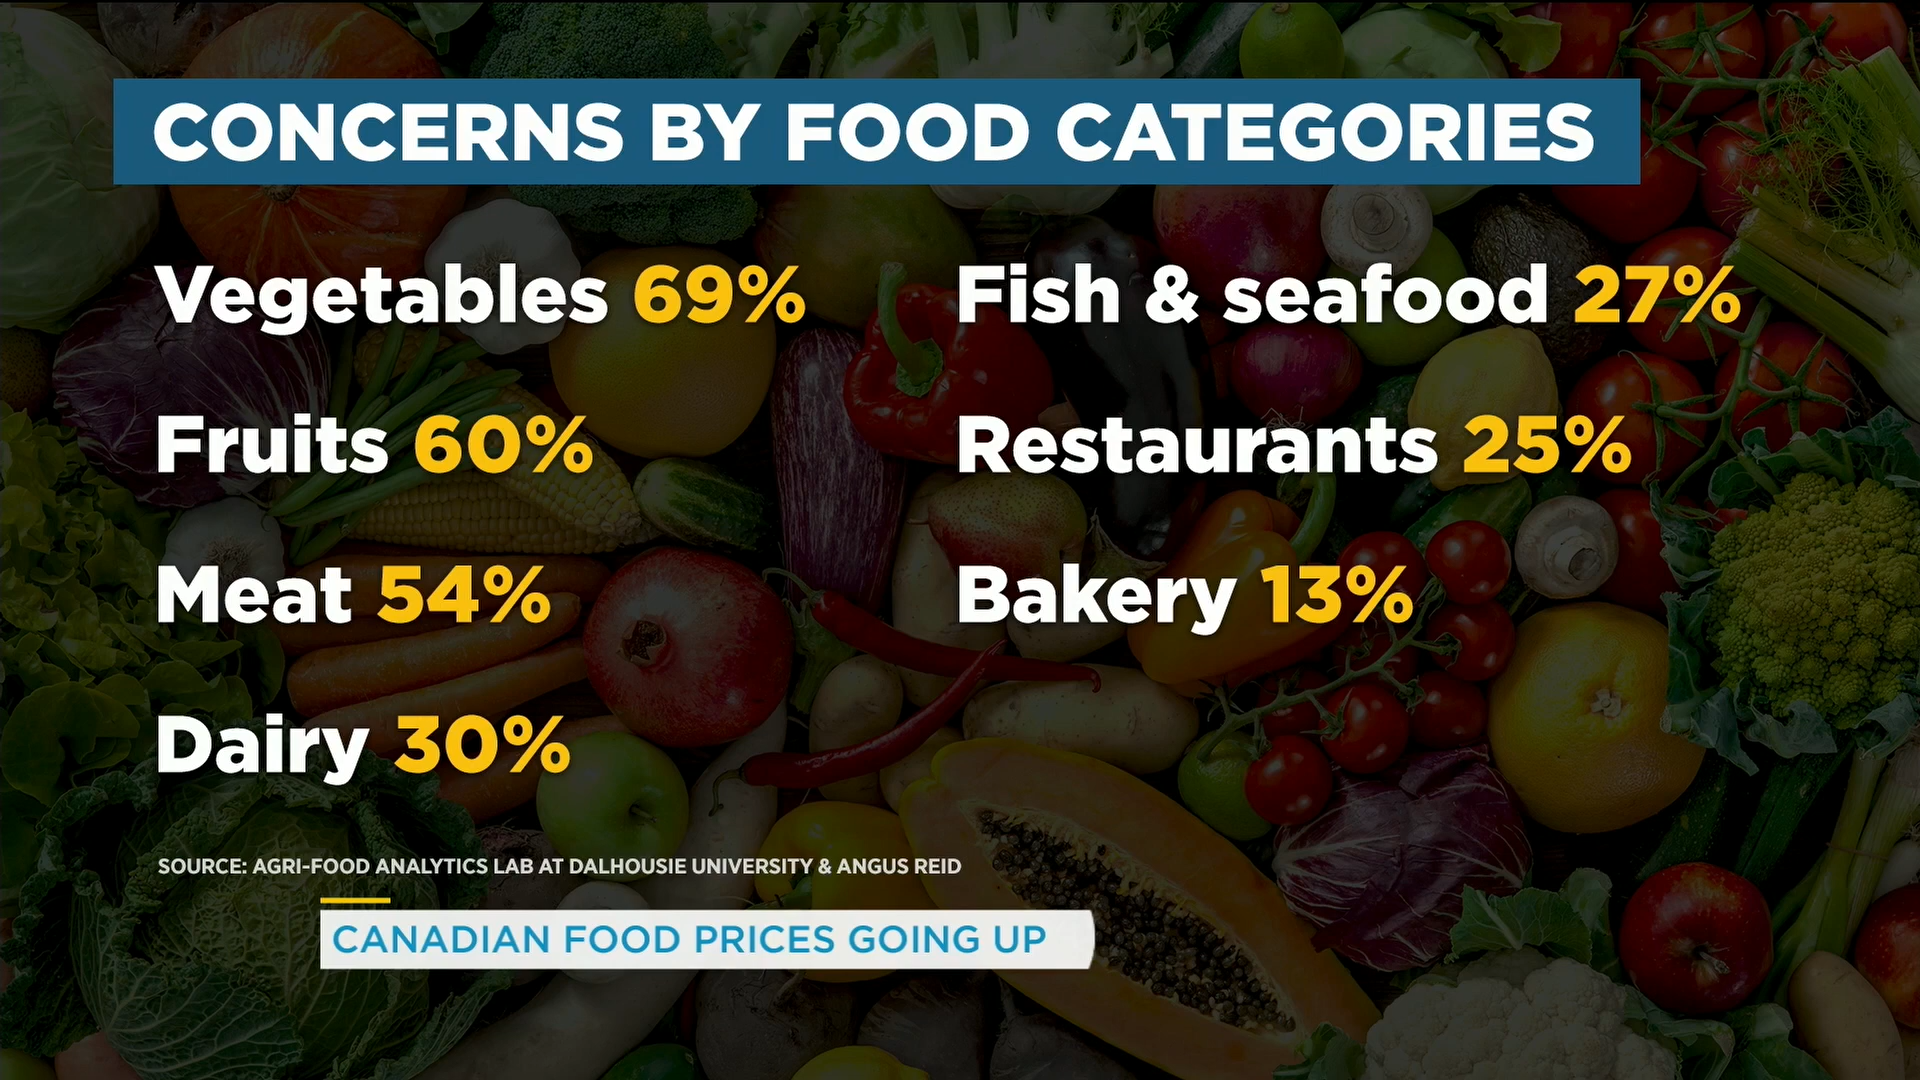 CONCERNS BY FOOD CATEGORIES
Vegetables 69%
Fruits 60%
Meat 54%
Dairy 30%
Fish & seafood 27%
Restaurants 25%
Bakery 13%
SOURCE: AGRI-FOOD ANALYTICS LAB AT DALHOUSIE UNIVERSITY & ANGUS REID
CANADIAN FOOD PRICES GOING UP